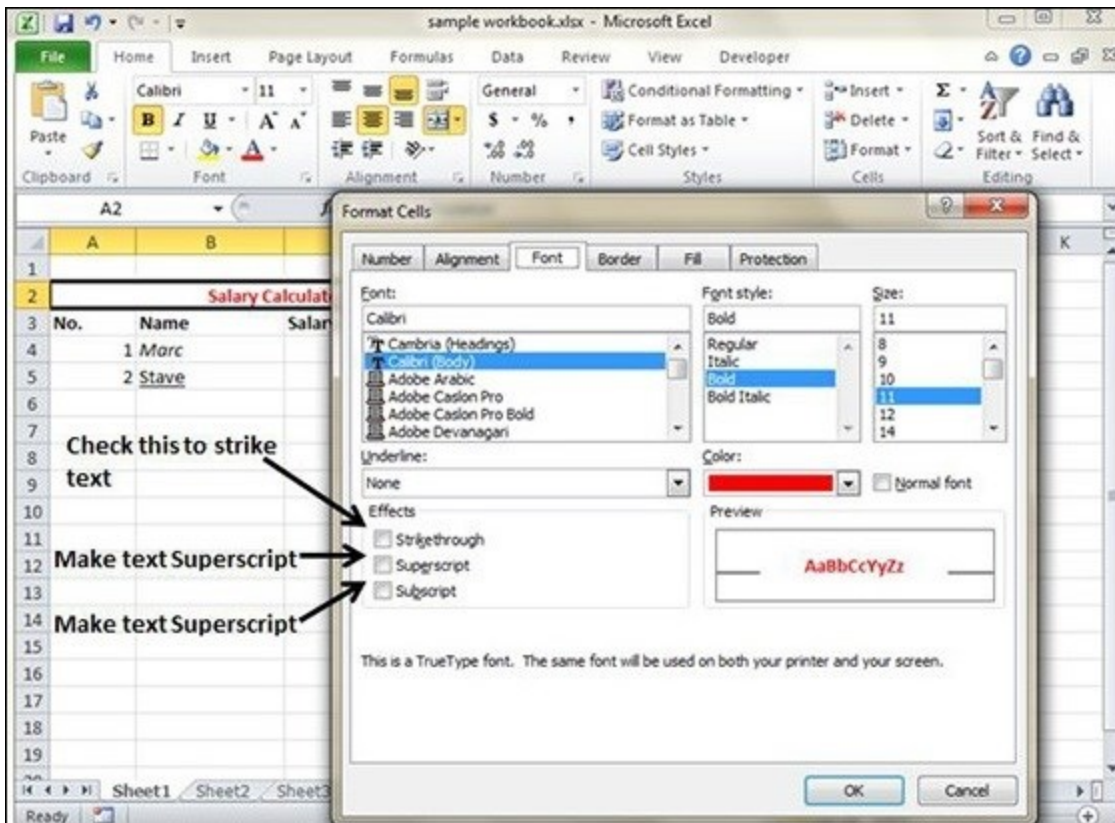 sample workbook.xlsx - Microsoft Excel
File Home Insert Page Layout Formulas Data Review View Developer
Calibri 11 General Conditional Formatting Insert Σ
Paste B I U A A $ % , Format as Table Delete Sort & Find &
A Cell Styles Format Filter Select
Clipboard Font Alignment Number Styles Cells Editing
A2 Format Cells
A B K
Number Alignment Font Border Fill Protection
1
2 Salary Calculat
3 No. Name Salar
4 1 Marc
5 2 Stave
6
7
8
9
10
11
12
13
14
15
16
17
18
19
Font: Font style: Size:
Calibri Bold 11
Cambria (Headings) Regular 8
Calibri (Body) Italic 9
Adobe Arabic Bold 10
Adobe Caslon Pro Bold Italic 11
Adobe Caslon Pro Bold 12
Adobe Devanagari 14
Underline: Color:
None Normal font
Effects Preview
Strikethrough
Superscript AaBbCcYyZz
Subscript
Check this to strike
text
Make text Superscript
Make text Superscript
This is a TrueType font. The same font will be used on both your printer and your screen.
OK Cancel
Sheet1 Sheet2 Sheet3
Ready